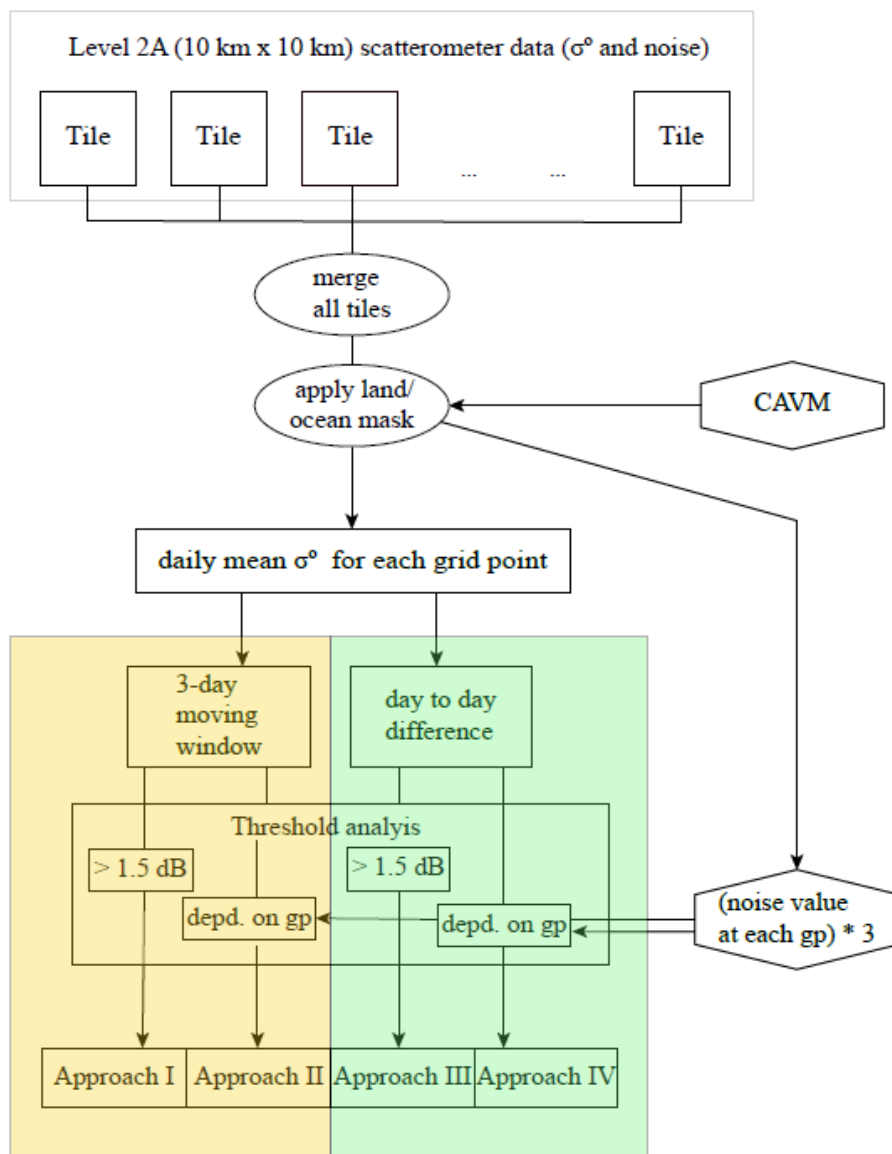 Level 2A (10 km x 10 km) scatterometer data (σº and noise)
Tile
Tile
Tile
...
...
Tile
merge
all tiles
apply land/
ocean mask
CAVM
daily mean σº for each grid point
3-day
moving
window
day to day
difference
Threshold analyis
> 1.5 dB
> 1.5 dB
depd. on gp
depd. on gp
(noise value
at each gp) * 3
Approach I
Approach II
Approach III
Approach IV